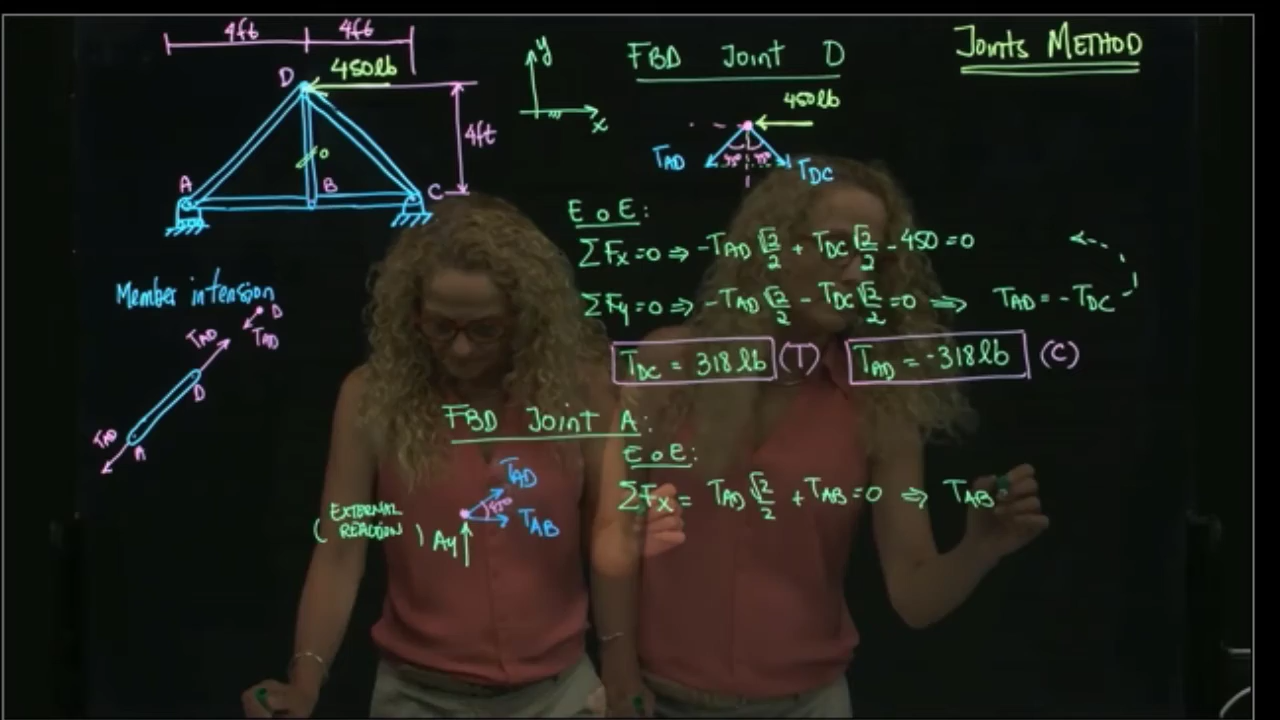 4ft 4ft
450lb
D
4ft
0
A B C
y
x
FBD Joint D
450lb
TAD TDC
45° 45°
Joints METHOD
E o E:
ΣFx=0 ⇒ -TAD √2/2 + TDC √2/2 - 450 = 0
ΣFy=0 ⇒ -TAD √2/2 - TDC √2/2 = 0 ⇒ TAD = -TDC
TDC = 318 lb (T) TAD = -318 lb (C)
Member in tension
D
TAD TAD
D
TAD A
FBD Joint A:
E o E:
ΣFx = TAD √2/2 + TAB = 0 ⇒ TAB
TAD
45°
TAB
(EXTERNAL REACTION) Ay